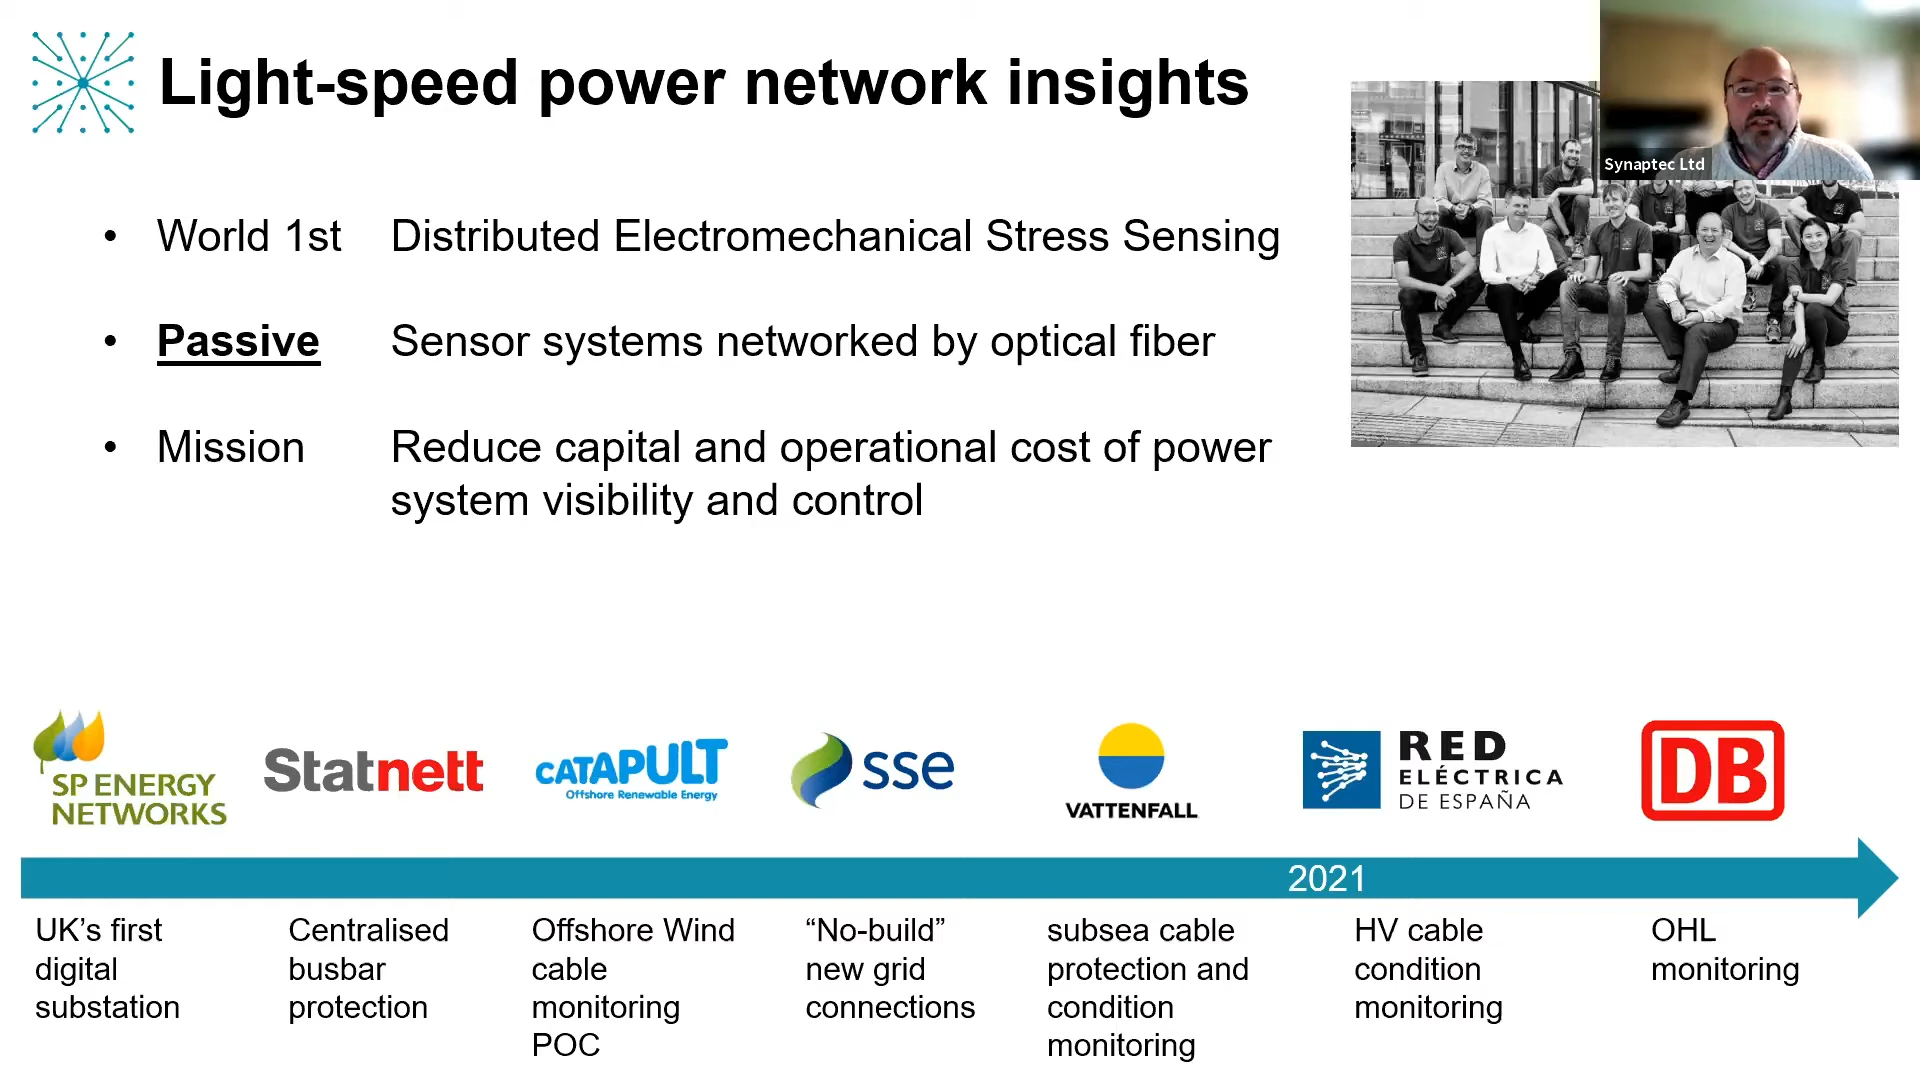 Light-speed power network insights
Synaptec Ltd
• World 1st Distributed Electromechanical Stress Sensing
• Passive Sensor systems networked by optical fiber
• Mission Reduce capital and operational cost of power
system visibility and control
SP ENERGY
NETWORKS
Statnett
CATAPULT
Offshore Renewable Energy
sse
VATTENFALL
RED
ELÉCTRICA
DE ESPAÑA
DB
2021
UK’s first
digital
substation
Centralised
busbar
protection
Offshore Wind
cable
monitoring
POC
“No-build”
new grid
connections
subsea cable
protection and
condition
monitoring
HV cable
condition
monitoring
OHL
monitoring